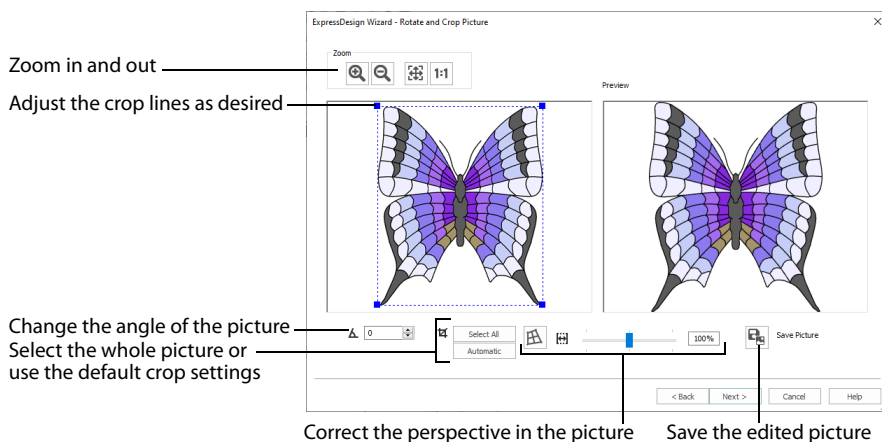 ExpressDesign Wizard - Rotate and Crop Picture
Zoom
1:1
Zoom in and out
Preview
Adjust the crop lines as desired
Change the angle of the picture
0
Select All
100%
Save Picture
Select the whole picture or
Automatic
use the default crop settings
< Back
Next >
Cancel
Help
Correct the perspective in the picture
Save the edited picture